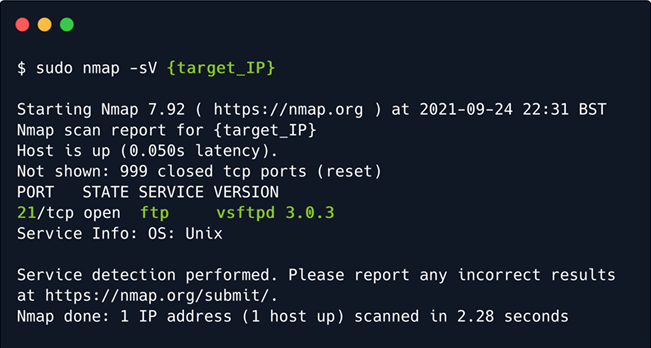 $ sudo nmap -sV {target_IP}
Starting Nmap 7.92 ( https://nmap.org ) at 2021-09-24 22:31 BST
Nmap scan report for {target_IP}
Host is up (0.050s latency).
Not shown: 999 closed tcp ports (reset)
PORT   STATE SERVICE VERSION
21/tcp open  ftp     vsftpd 3.0.3
Service Info: OS: Unix
Service detection performed. Please report any incorrect results
at https://nmap.org/submit/.
Nmap done: 1 IP address (1 host up) scanned in 2.28 seconds